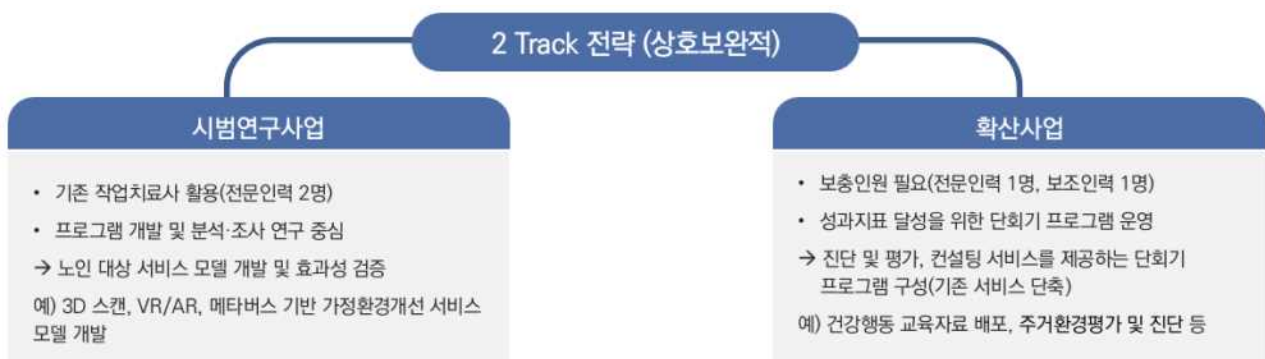 2 Track 전략 (상호보완적)
시범연구사업
• 기존 작업치료사 활용(전문인력 2명)
• 프로그램 개발 및 분석·조사 연구 중심
→ 노인 대상 서비스 모델 개발 및 효과성 검증
예) 3D 스캔, VR/AR, 메타버스 기반 가정환경개선 서비스
모델 개발
확산사업
• 보충인원 필요(전문인력 1명, 보조인력 1명)
• 성과지표 달성을 위한 단회기 프로그램 운영
→ 진단 및 평가, 컨설팅 서비스를 제공하는 단회기
프로그램 구성(기존 서비스 단축)
예) 건강행동 교육자료 배포, 주거환경평가 및 진단 등